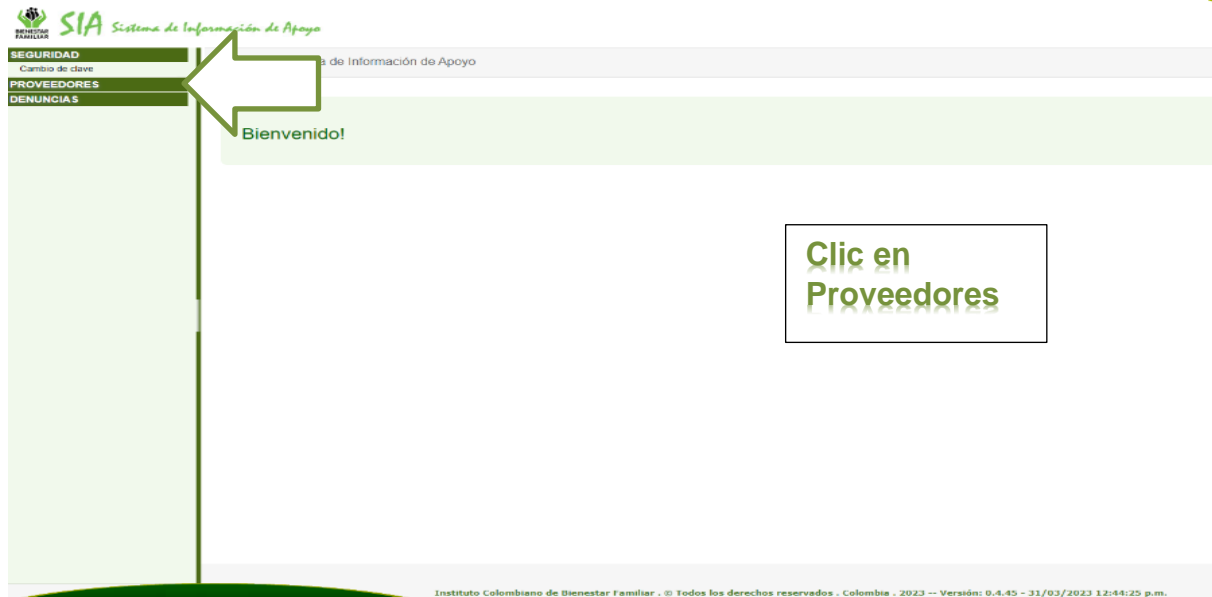 BIENESTAR
FAMILIAR
SIA Sistema de Información de Apoyo
SEGURIDAD
Cambio de clave
PROVEEDORES
DENUNCIAS
a de Información de Apoyo
Bienvenido!
Clic en
Proveedores
Instituto Colombiano de Bienestar Familiar . © Todos los derechos reservados . Colombia . 2023 -- Versión: 0.4.45 - 31/03/2023 12:44:25 p.m.